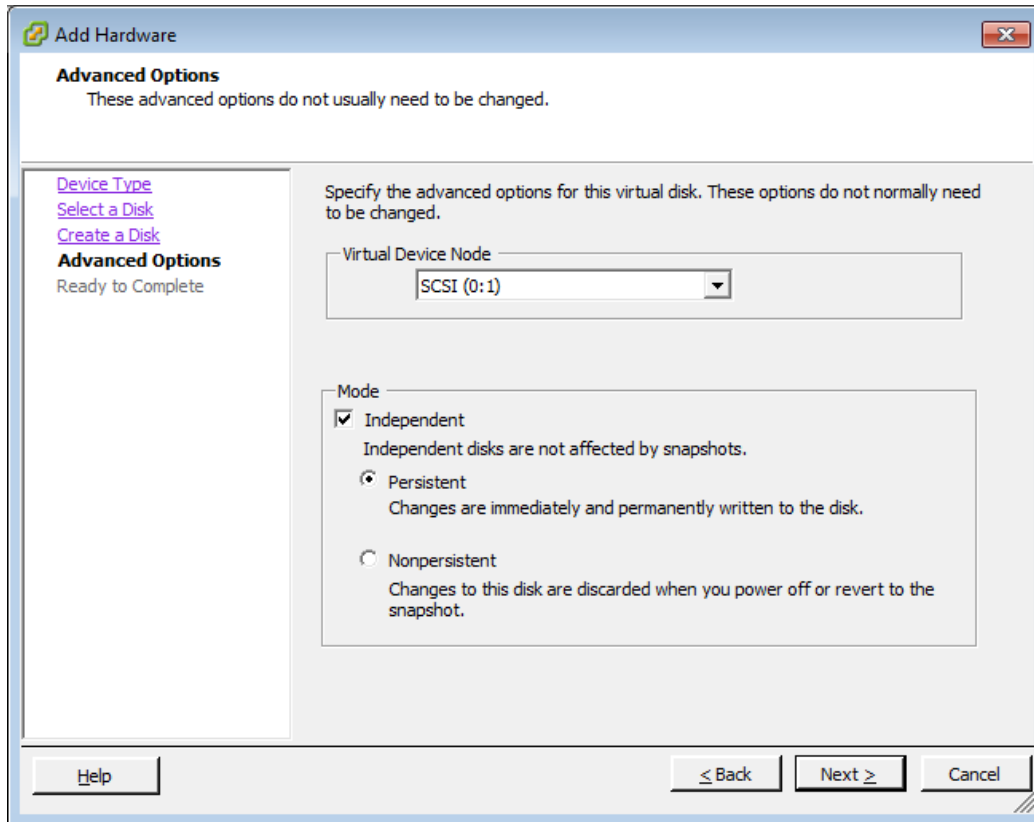 Add Hardware
Advanced Options
These advanced options do not usually need to be changed.
Device Type
Select a Disk
Create a Disk
Advanced Options
Ready to Complete
Specify the advanced options for this virtual disk. These options do not normally need
to be changed.
Virtual Device Node
SCSI (0:1)
Mode
Independent
Independent disks are not affected by snapshots.
Persistent
Changes are immediately and permanently written to the disk.
Nonpersistent
Changes to this disk are discarded when you power off or revert to the
snapshot.
Help
< Back
Next >
Cancel